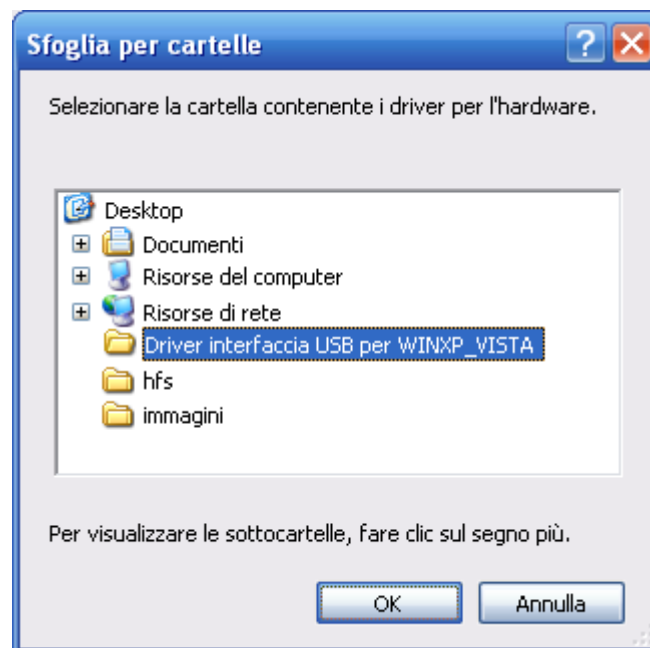 Sfoglia per cartelle
Selezionare la cartella contenente i driver per l'hardware.
Desktop
Documenti
Risorse del computer
Risorse di rete
Driver interfaccia USB per WINXP_VISTA
hfs
immagini
Per visualizzare le sottocartelle, fare clic sul segno più.
OK
Annulla